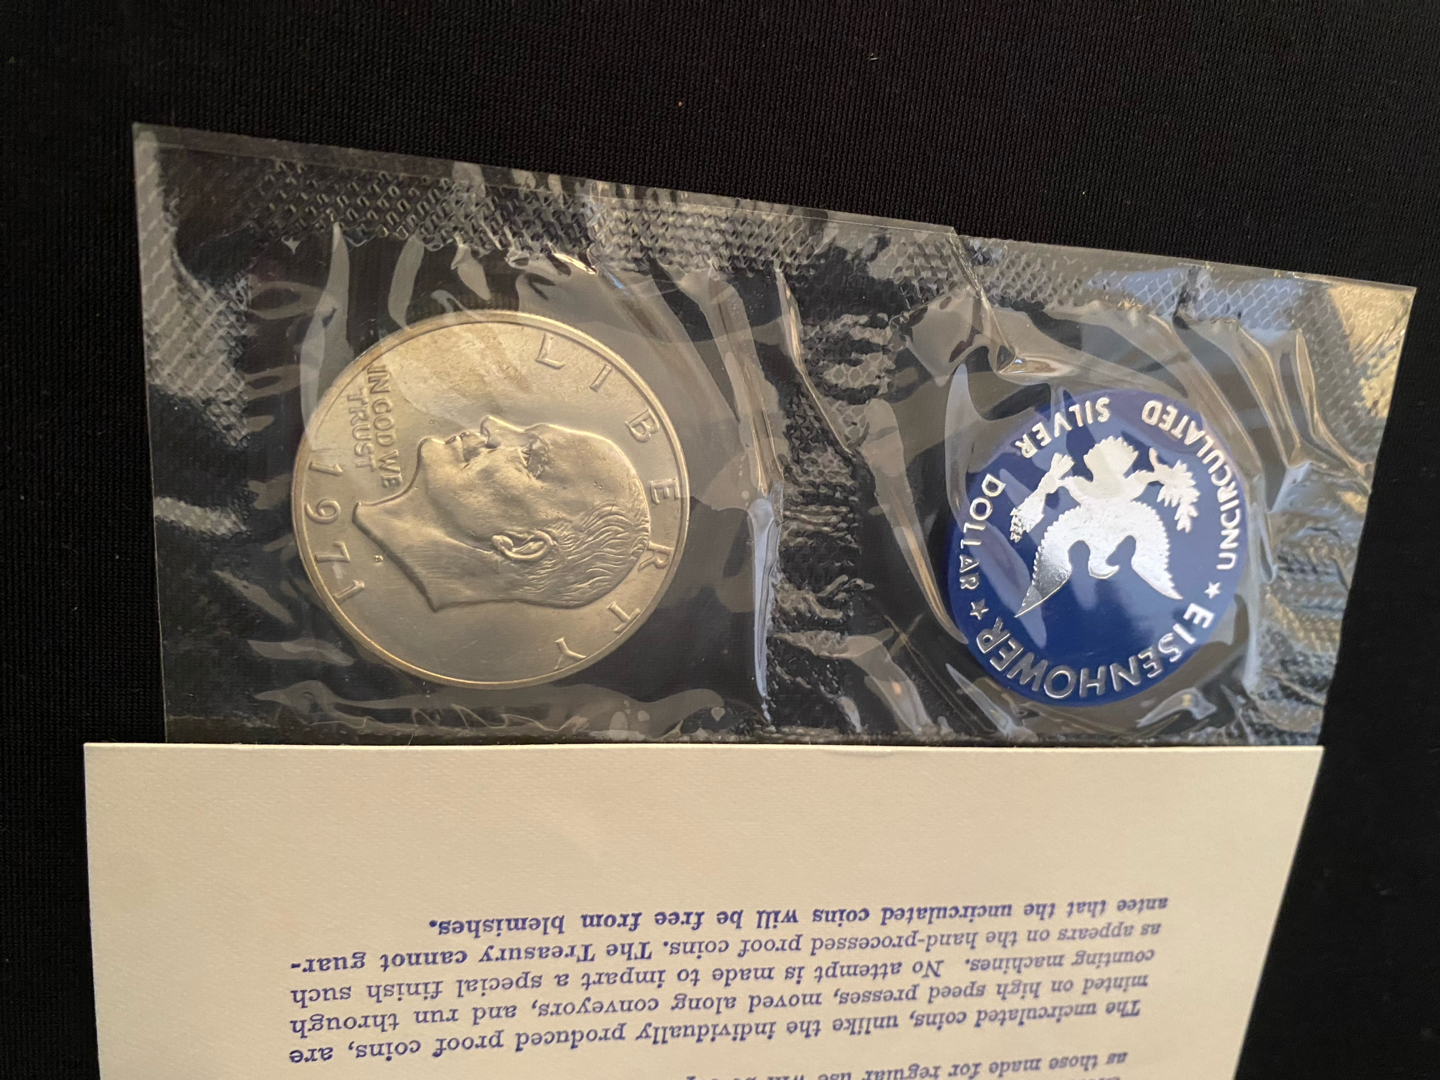 LIBERTY
IN GOD WE
TRUST
1971
UNCIRCULATED SILVER DOLLAR
★ EISENHOWER ★
as those made for regular use
The uncirculated coins, unlike the individually produced proof coins, are
minted on high speed presses, moved along conveyors, and run through
counting machines. No attempt is made to impart a special finish such
as appears on the hand-processed proof coins. The Treasury cannot guar-
antee that the uncirculated coins will be free from blemishes.